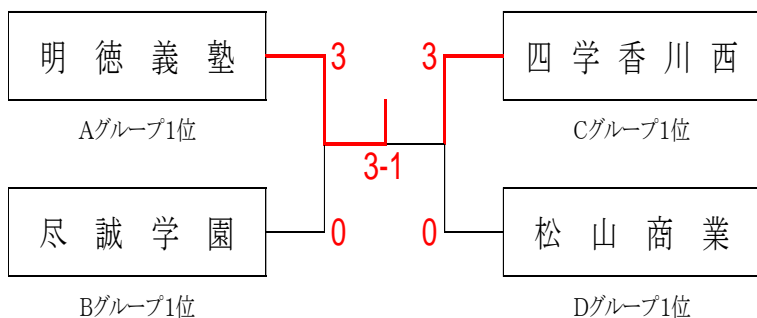 明徳義塾
3
3
四学香川西
Aグループ1位
Cグループ1位
3-1
尽誠学園
0
0
松山商業
Bグループ1位
Dグループ1位